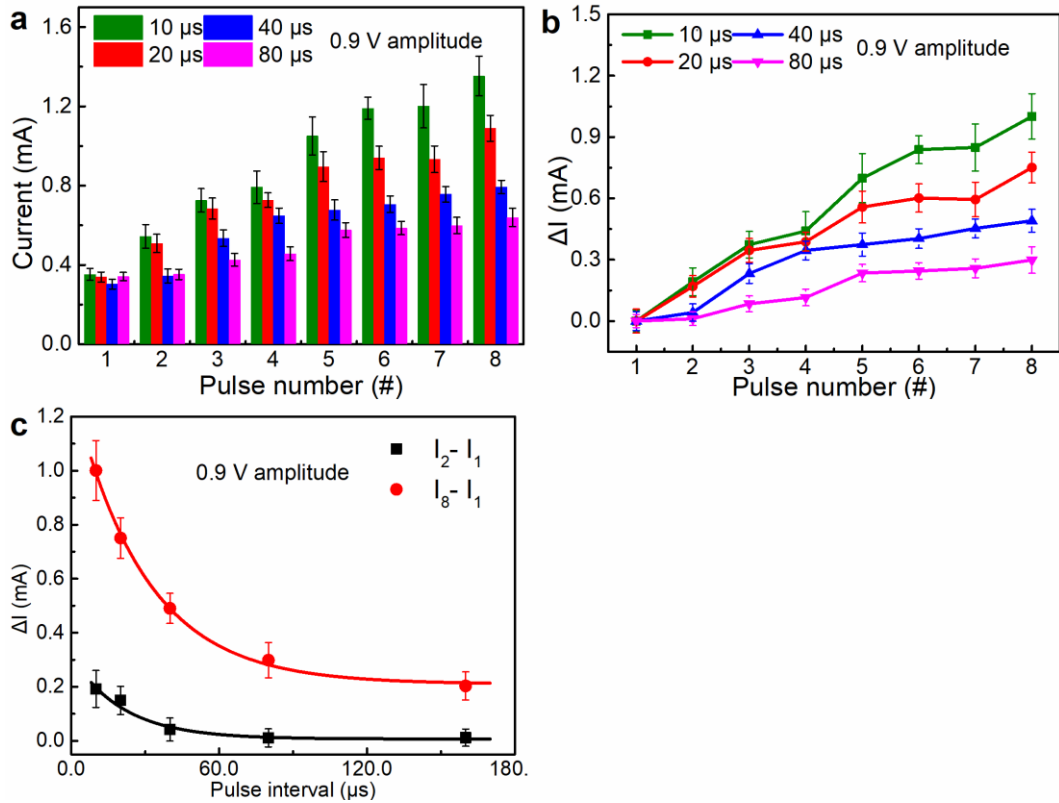 a
1.6
1.2
0.8
0.4
0.0
Current (mA)
10 µs
40 µs
20 µs
80 µs
0.9 V amplitude
1 2 3 4 5 6 7 8
Pulse number (#)
b
1.5
1.2
0.9
0.6
0.3
0.0
ΔI (mA)
10 µs
40 µs
20 µs
80 µs
0.9 V amplitude
1 2 3 4 5 6 7 8
Pulse number (#)
c
1.2
1.0
0.8
0.6
0.4
0.2
0.0
ΔI (mA)
0.9 V amplitude
I₂- I₁
I₈- I₁
0.0 60.0 120.0 180.
Pulse interval (µs)